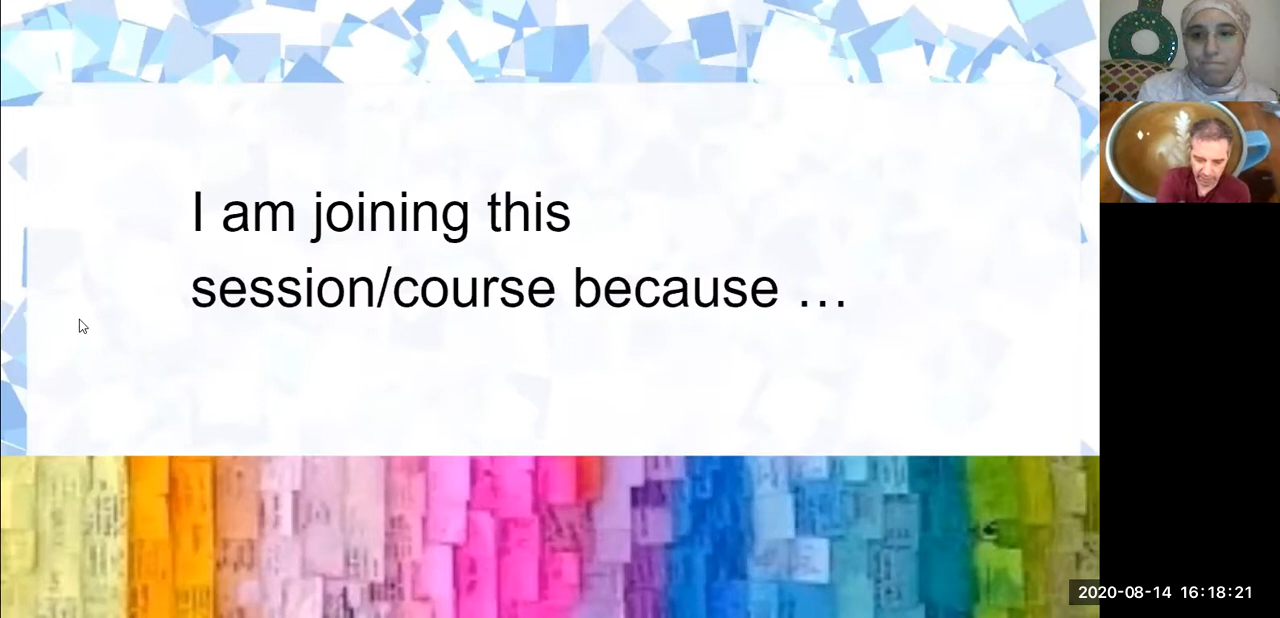 I am joining this
session/course because …
2020-08-14 16:18:21